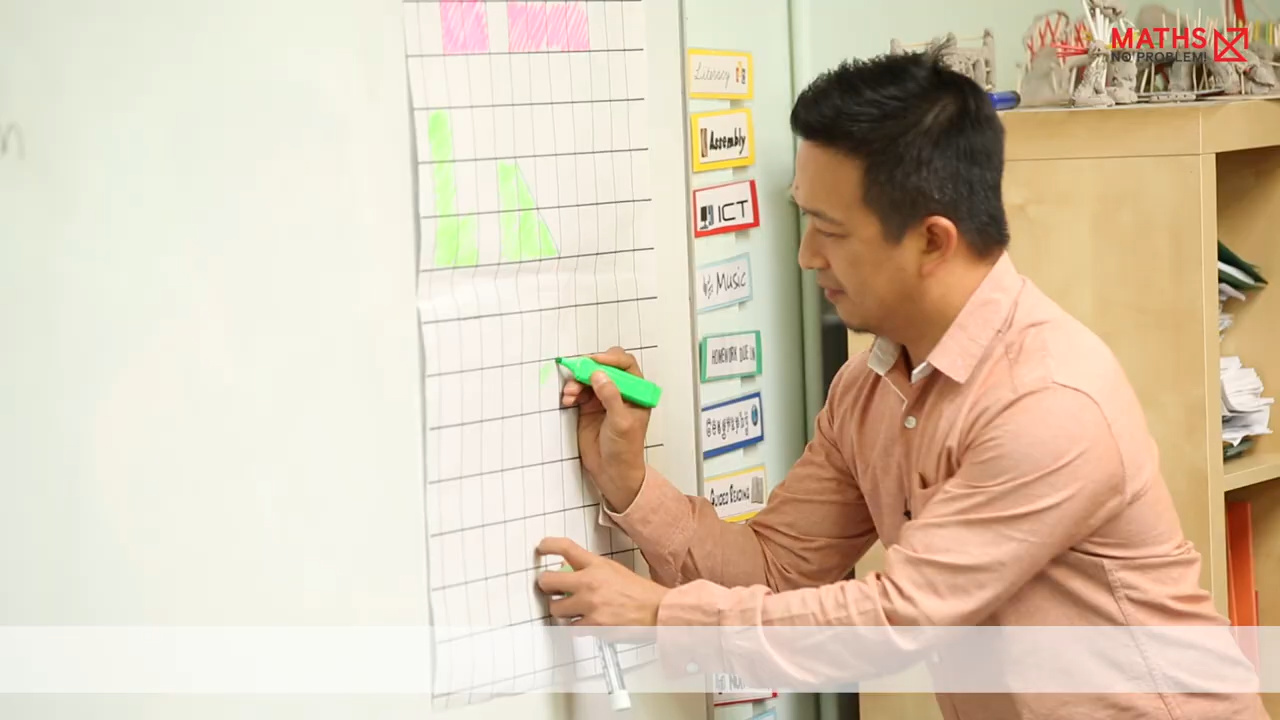 MATHS
NO PROBLEM!
Literacy
Assembly
ICT
Music
HOMEWORK DUE IN
Geography
GUIDED READING